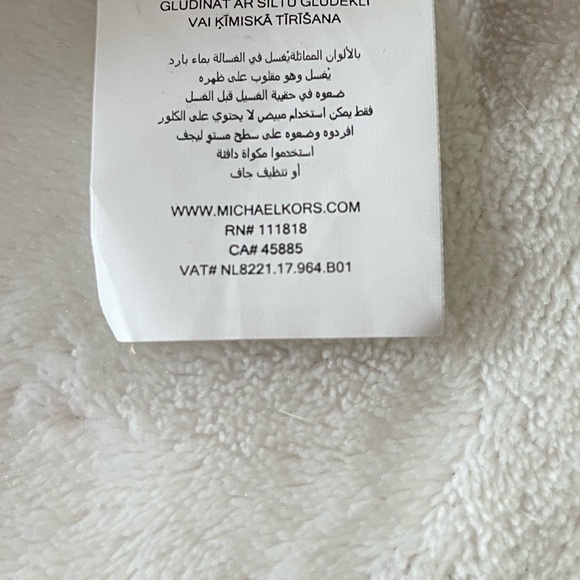 GLUDINĀT AR SILTU GLUDEKLI
VAI ĶĪMISKĀ TĪRĪŠANA
بالألوان المماثلةيُغسل في الغسالة بماء بارد
يُغسل وهو مقلوب على ظهره
ضعوه في حقيبة الغسيل قبل الغسل
فقط يمكن استخدام مبيض لا يحتوي على الكلور
افردوه وضعوه على سطح مستوٍ ليجف
استخدموا مكواة دافئة
أو تنظيف جاف
WWW.MICHAELKORS.COM
RN# 111818
CA# 45885
VAT# NL8221.17.964.B01